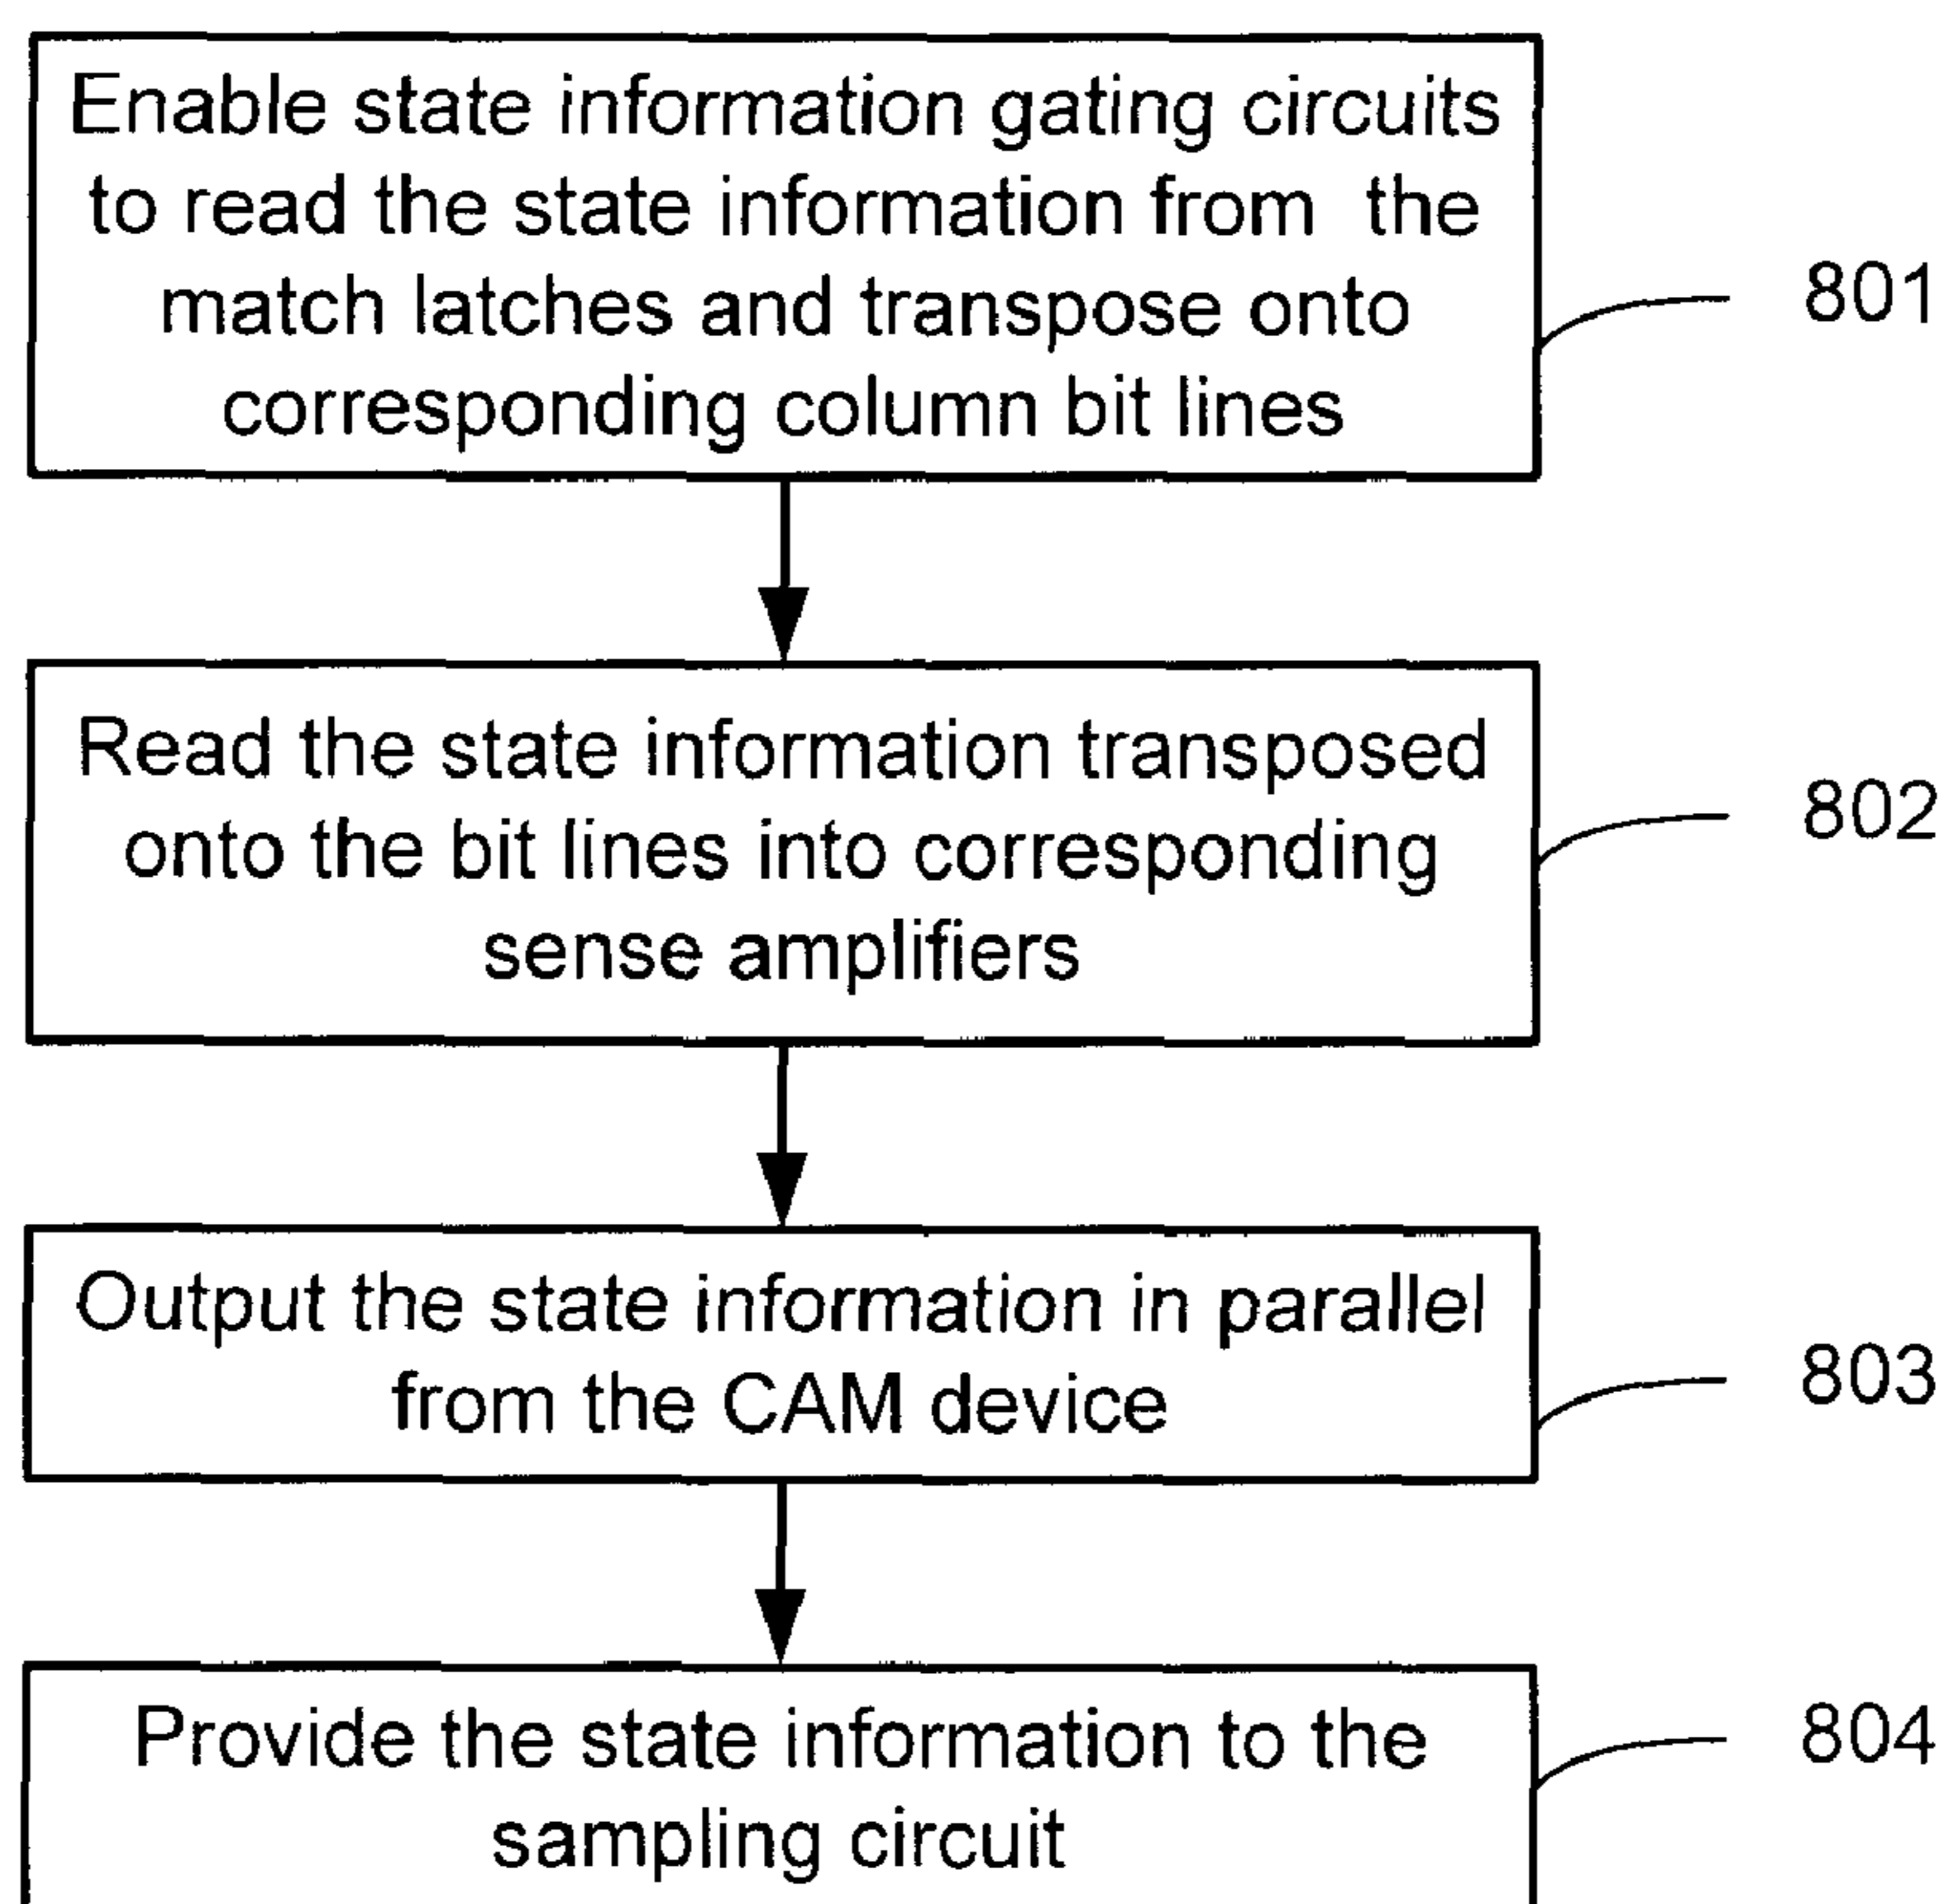 Enable state information gating circuits
to read the state information from the
match latches and transpose onto
corresponding column bit lines
801
Read the state information transposed
onto the bit lines into corresponding
sense amplifiers
802
Output the state information in parallel
from the CAM device
803
Provide the state information to the
sampling circuit
804